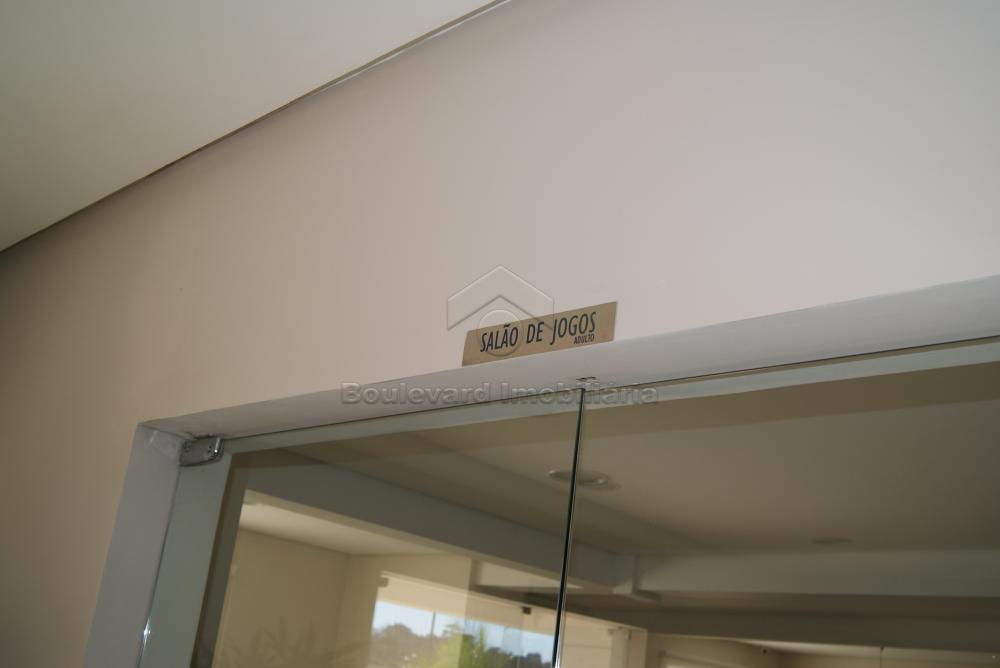 SALÃO DE JOGOS
ADULTO
Boulevard Imobiliária